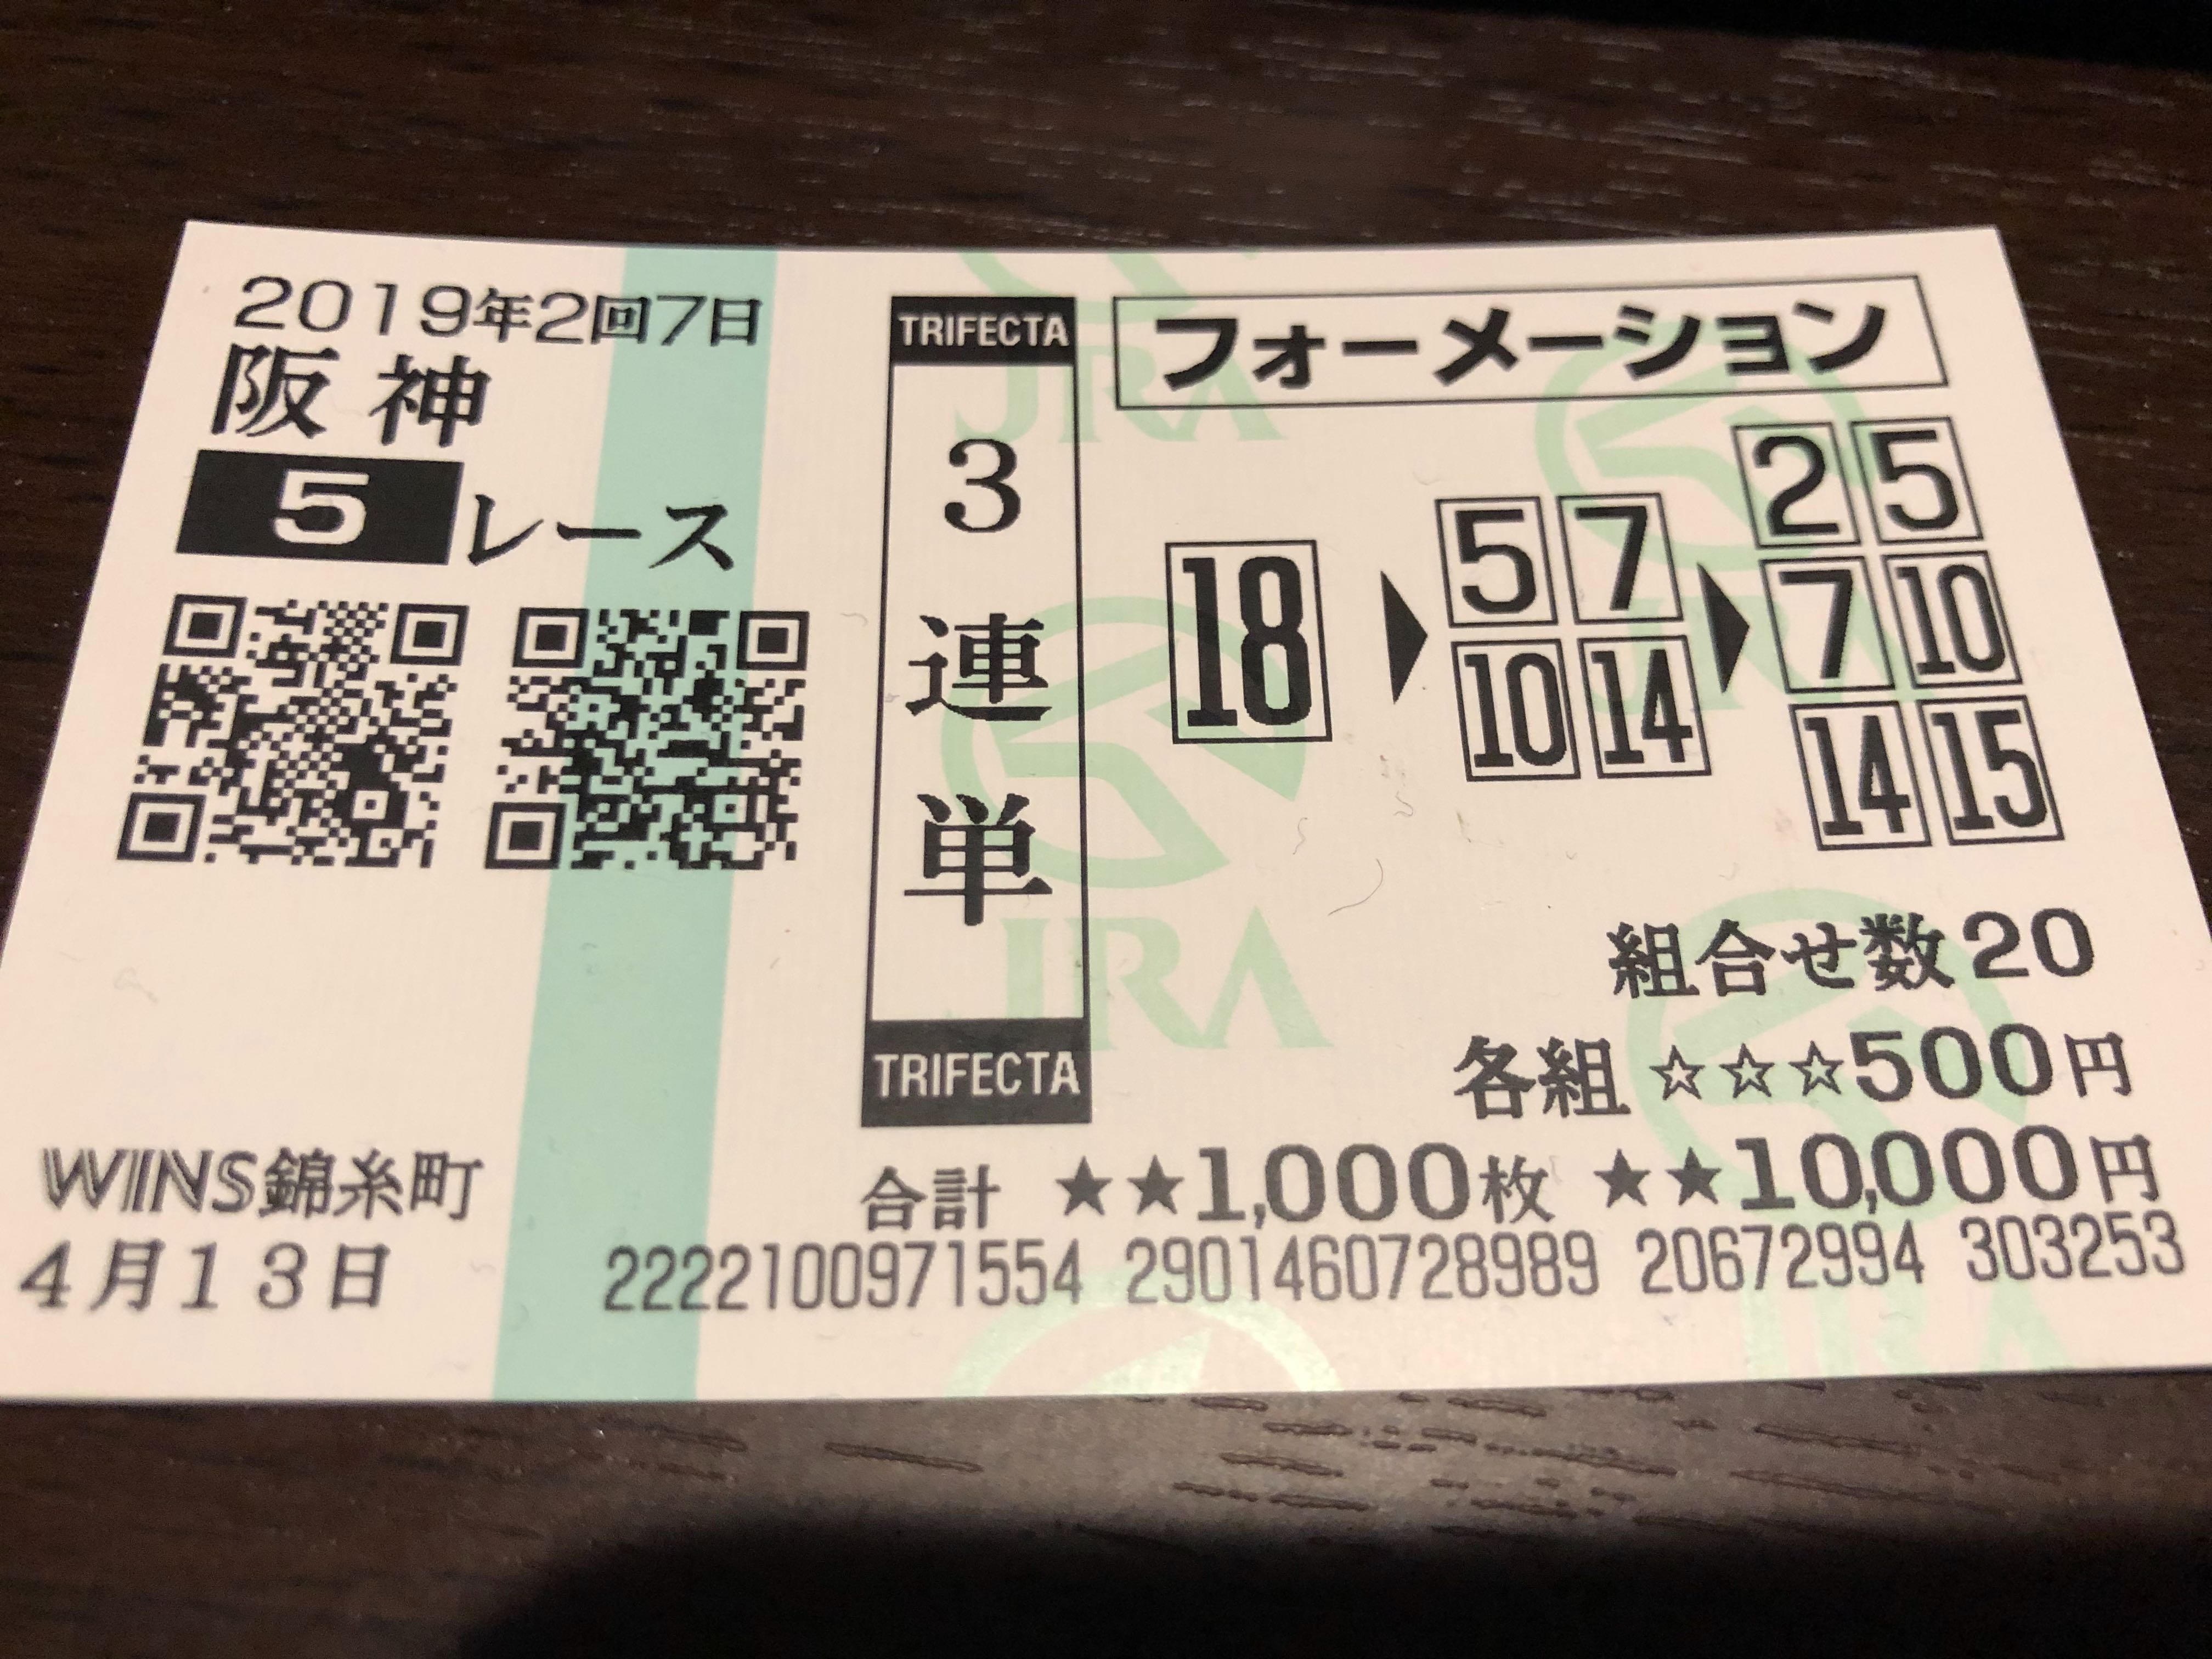 2019年2回7日
阪神
5レース
TRIFECTA
3連単
TRIFECTA
フォーメーション
18 ▶ 5 7 10 14 ▶ 2 5 7 10 14 15
組合せ数20
各組 ☆☆☆500円
合計 ★★1,000枚 ★★10,000円
WINS錦糸町
4月13日
2222100971554 2901460728989 20672994 303253
JRA
JRA
JRA
JRA